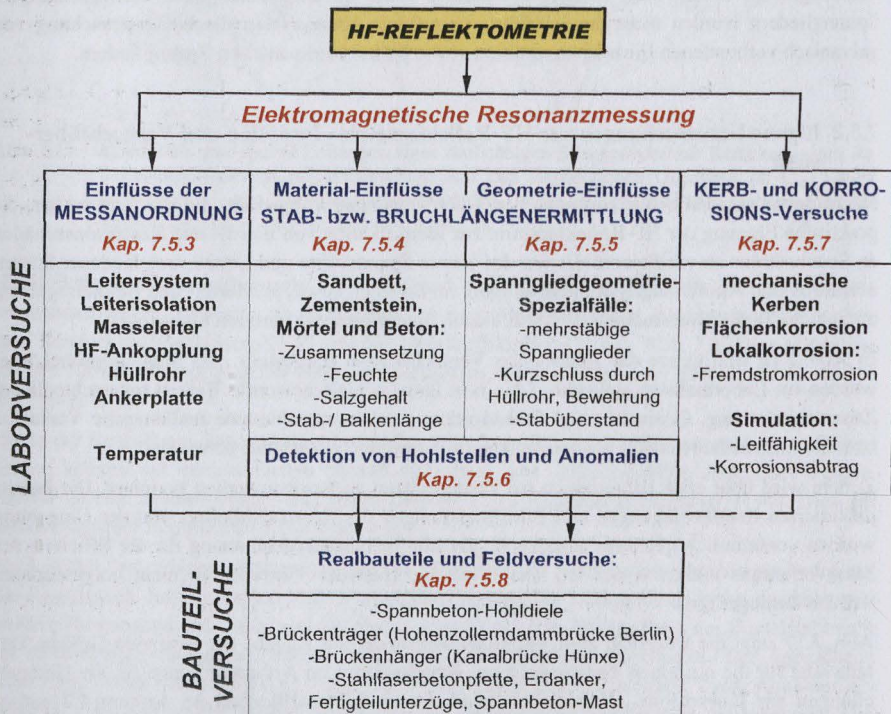 HF-REFLEKTOMETRIE
Elektromagnetische Resonanzmessung
Einflüsse der
MESSANORDNUNG
Kap. 7.5.3
Material-Einflüsse
Geometrie-Einflüsse
STAB- bzw. BRUCHLÄNGENERMITTLUNG
Kap. 7.5.4
Kap. 7.5.5
KERB- und KORRO-
SIONS-Versuche
Kap. 7.5.7
LABORVERSUCHE
Leitersystem
Leiterisolation
Masseleiter
HF-Ankopplung
Hüllrohr
Ankerplatte
Temperatur
Sandbett,
Zementstein,
Mörtel und Beton:
-Zusammensetzung
-Feuchte
-Salzgehalt
-Stab-/ Balkenlänge
Spanngliedgeometrie-
Spezialfälle:
-mehrstäbige
Spannglieder
-Kurzschluss durch
Hüllrohr, Bewehrung
-Stabüberstand
mechanische
Kerben
Flächenkorrosion
Lokalkorrosion:
-Fremdstromkorrosion
Simulation:
-Leitfähigkeit
-Korrosionsabtrag
Detektion von Hohlstellen und Anomalien
Kap. 7.5.6
BAUTEIL-
VERSUCHE
Realbauteile und Feldversuche:
Kap. 7.5.8
-Spannbeton-Hohldiele
-Brückenträger (Hohenzollerndammbrücke Berlin)
-Brückenhänger (Kanalbrücke Hünxe)
-Stahlfaserbetonpfette, Erdanker,
Fertigteilunterzüge, Spannbeton-Mast